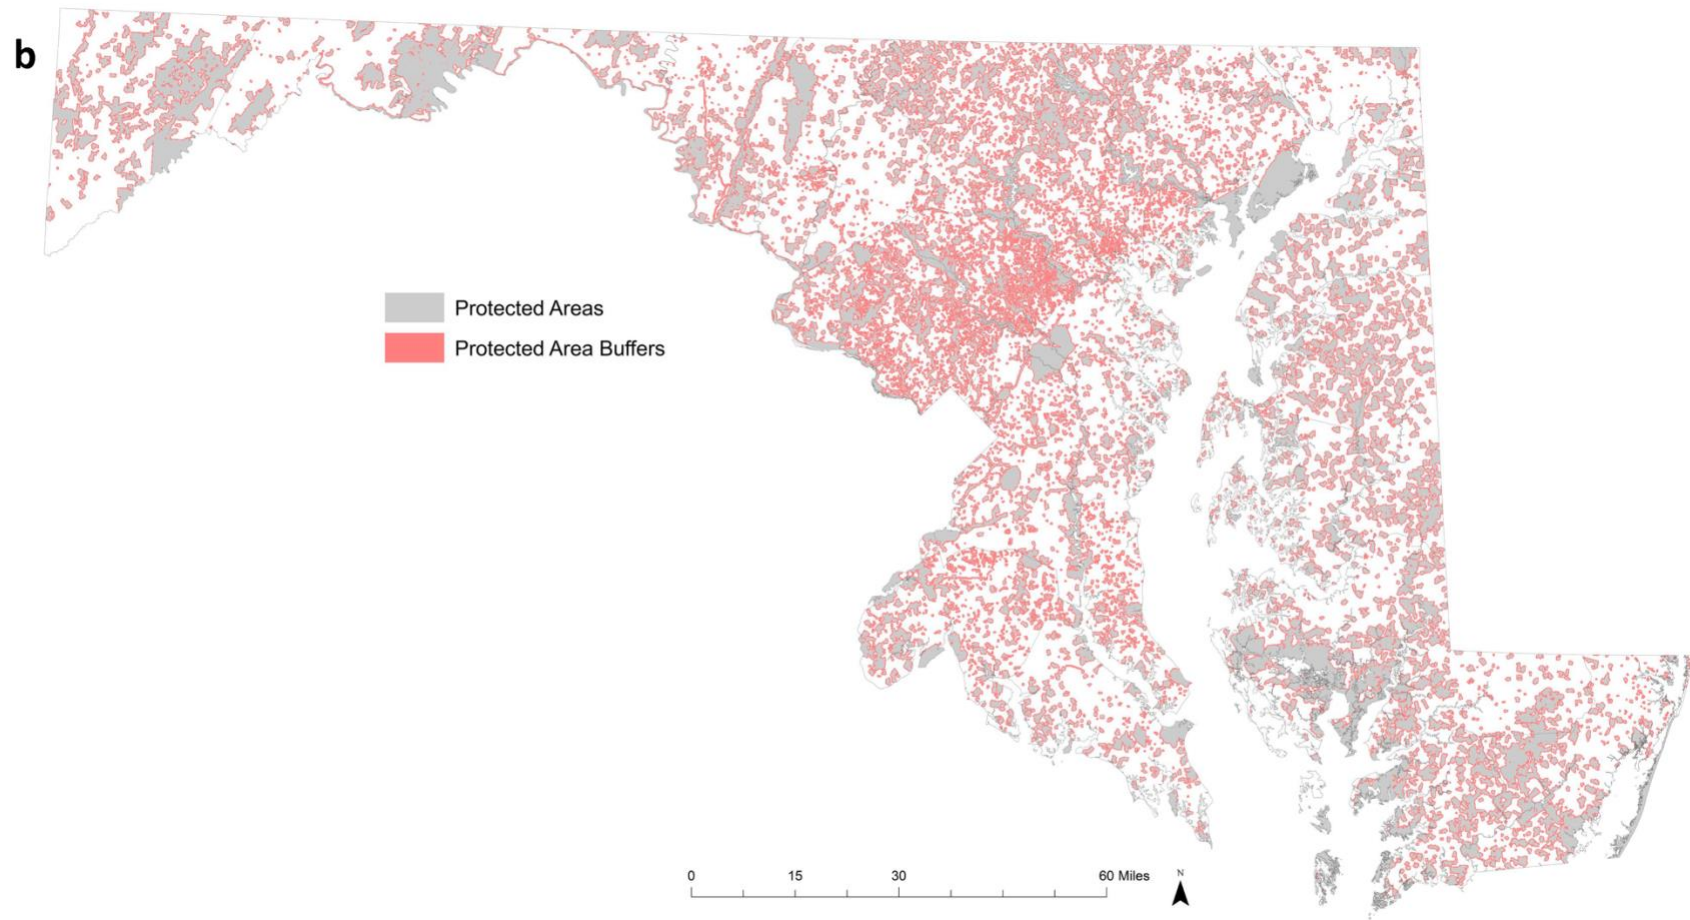 b
Protected Areas
Protected Area Buffers
0 15 30 60 Miles
N